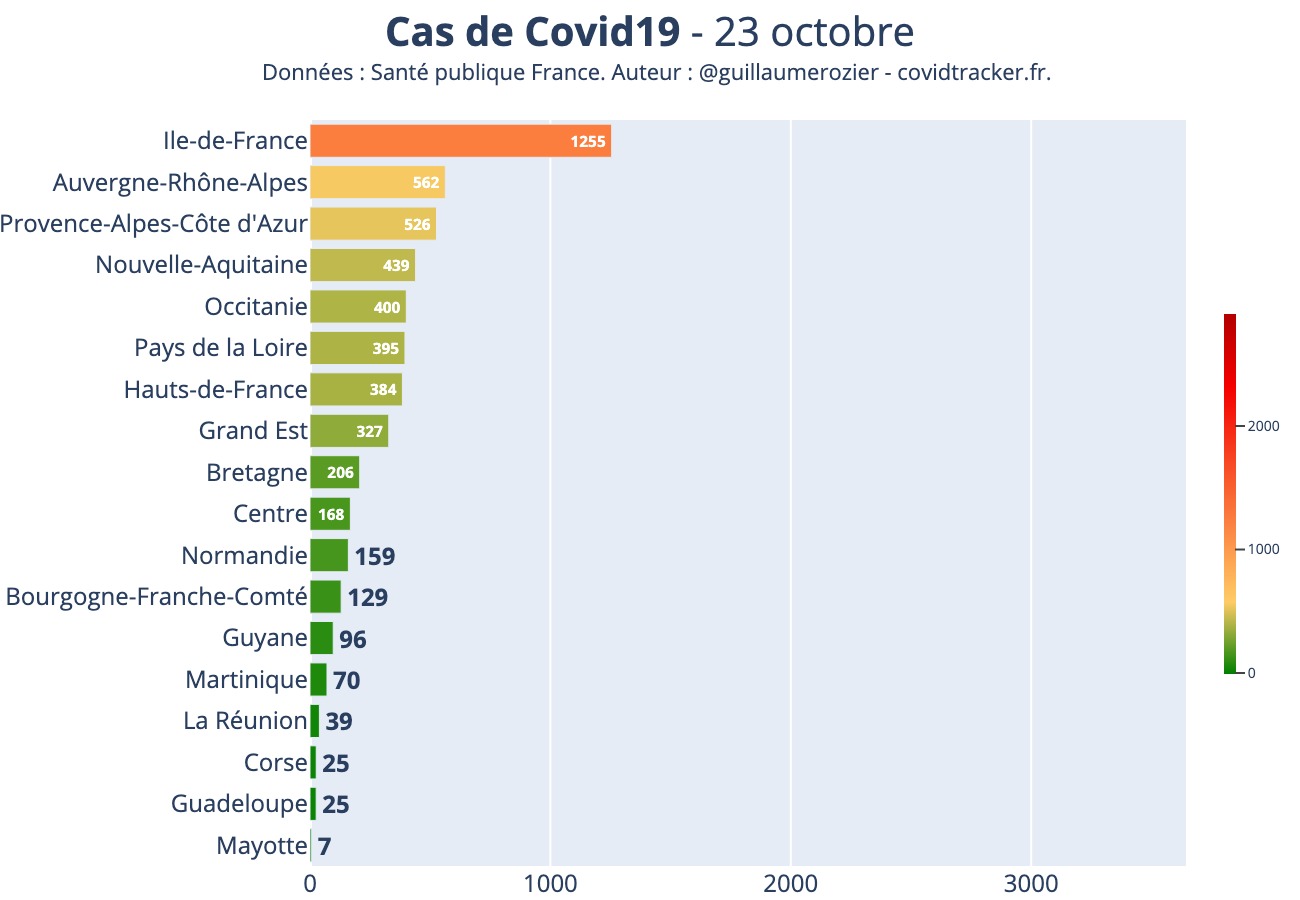 Cas de Covid19 - 23 octobre
Données : Santé publique France. Auteur : @guillaumerozier - covidtracker.fr.
Ile-de-France 1255
Auvergne-Rhône-Alpes 562
Provence-Alpes-Côte d'Azur 526
Nouvelle-Aquitaine 439
Occitanie 400
Pays de la Loire 395
Hauts-de-France 384
Grand Est 327
Bretagne 206
Centre 168
Normandie 159
Bourgogne-Franche-Comté 129
Guyane 96
Martinique 70
La Réunion 39
Corse 25
Guadeloupe 25
Mayotte 7
0 1000 2000 3000
2000
1000
0